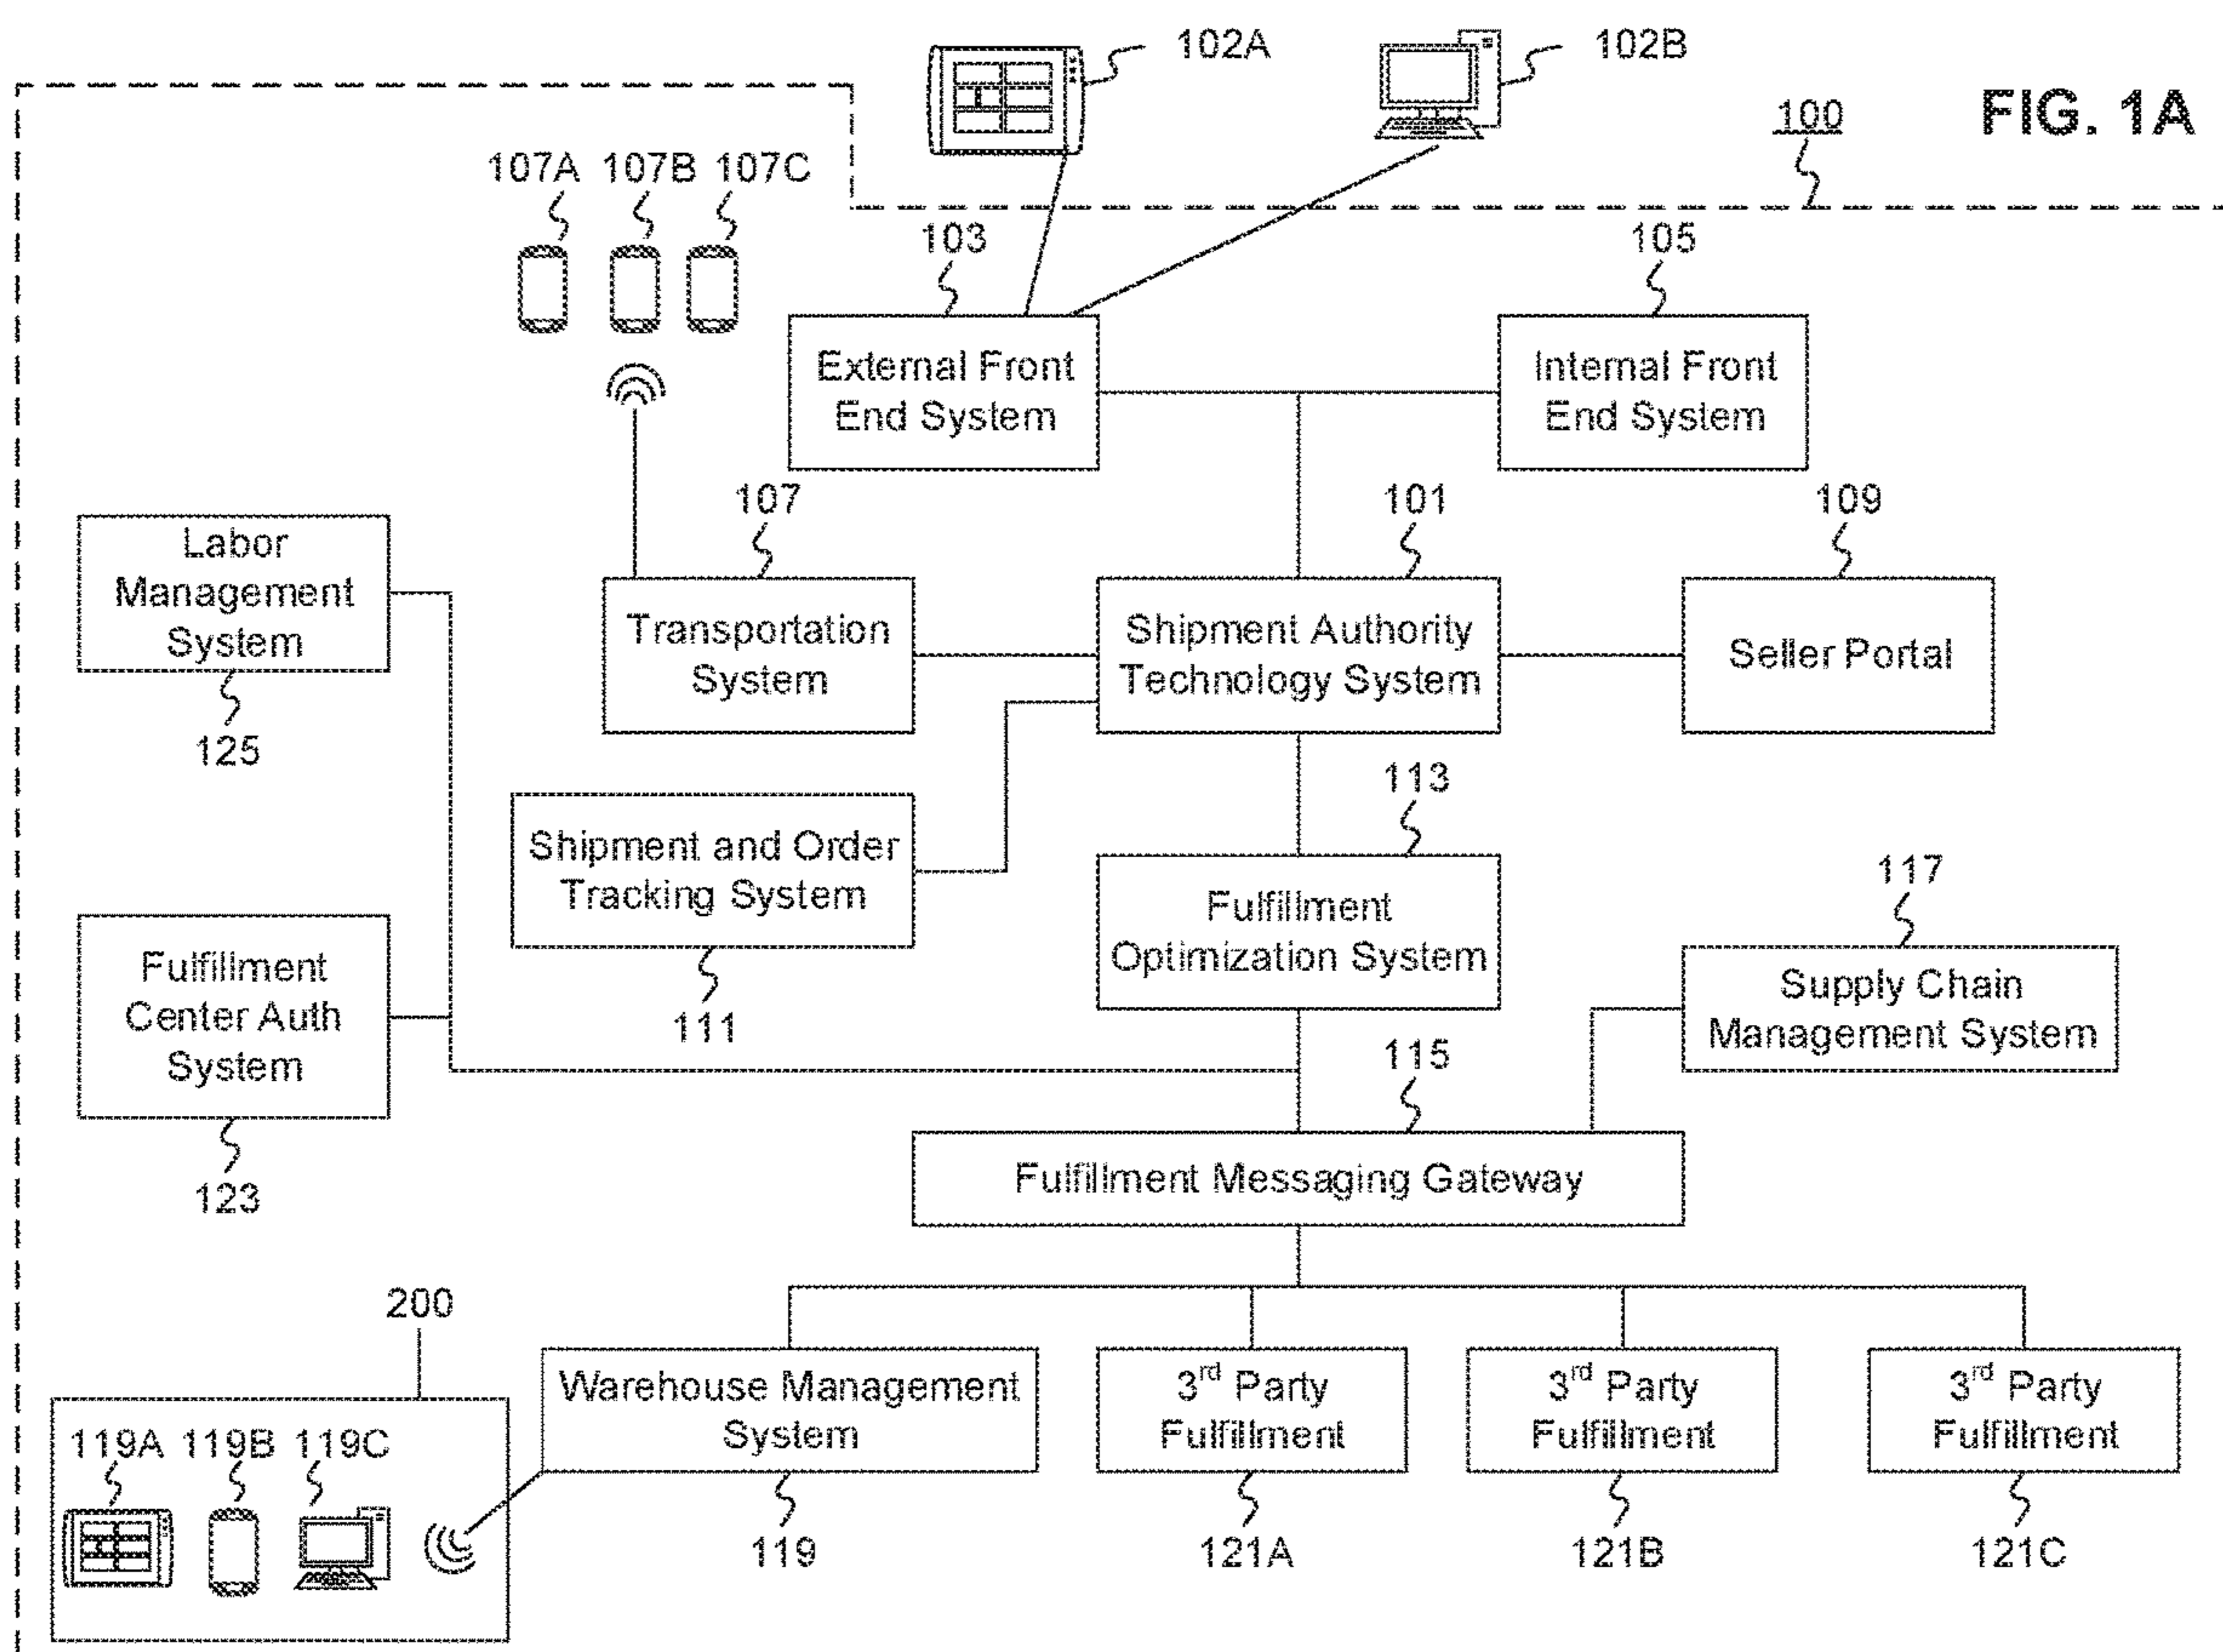 102A
102B
FIG. 1A
100
107A 107B 107C
103
105
External Front
End System
Internal Front
End System
107
101
109
Labor
Management
System
Transportation
System
Shipment Authority
Technology System
Seller Portal
125
113
Shipment and Order
Tracking System
117
Fulfillment
Optimization System
Fulfillment
Center Auth
System
Supply Chain
Management System
111
115
Fulfillment Messaging Gateway
123
200
Warehouse Management
System
3rd Party
Fulfillment
3rd Party
Fulfillment
3rd Party
Fulfillment
119A 119B 119C
119
121A
121B
121C